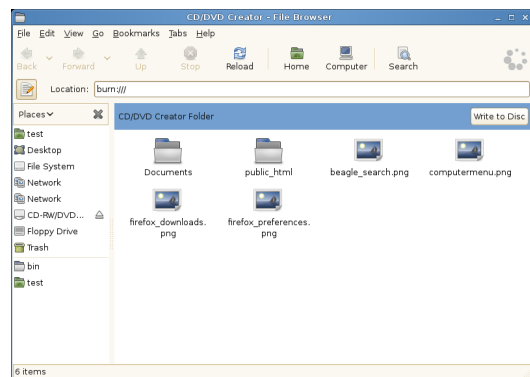 CD/DVD Creator - File Browser
File Edit View Go Bookmarks Tabs Help
Back Forward Up Stop Reload Home Computer Search
Location: burn:///
Places
CD/DVD Creator Folder
Write to Disc
test
Desktop
File System
Network
Network
CD-RW/DVD...
Floppy Drive
Trash
bin
test
Documents
public_html
beagle_search.png
computermenu.png
firefox_downloads.
png
firefox_preferences.
png
6 items